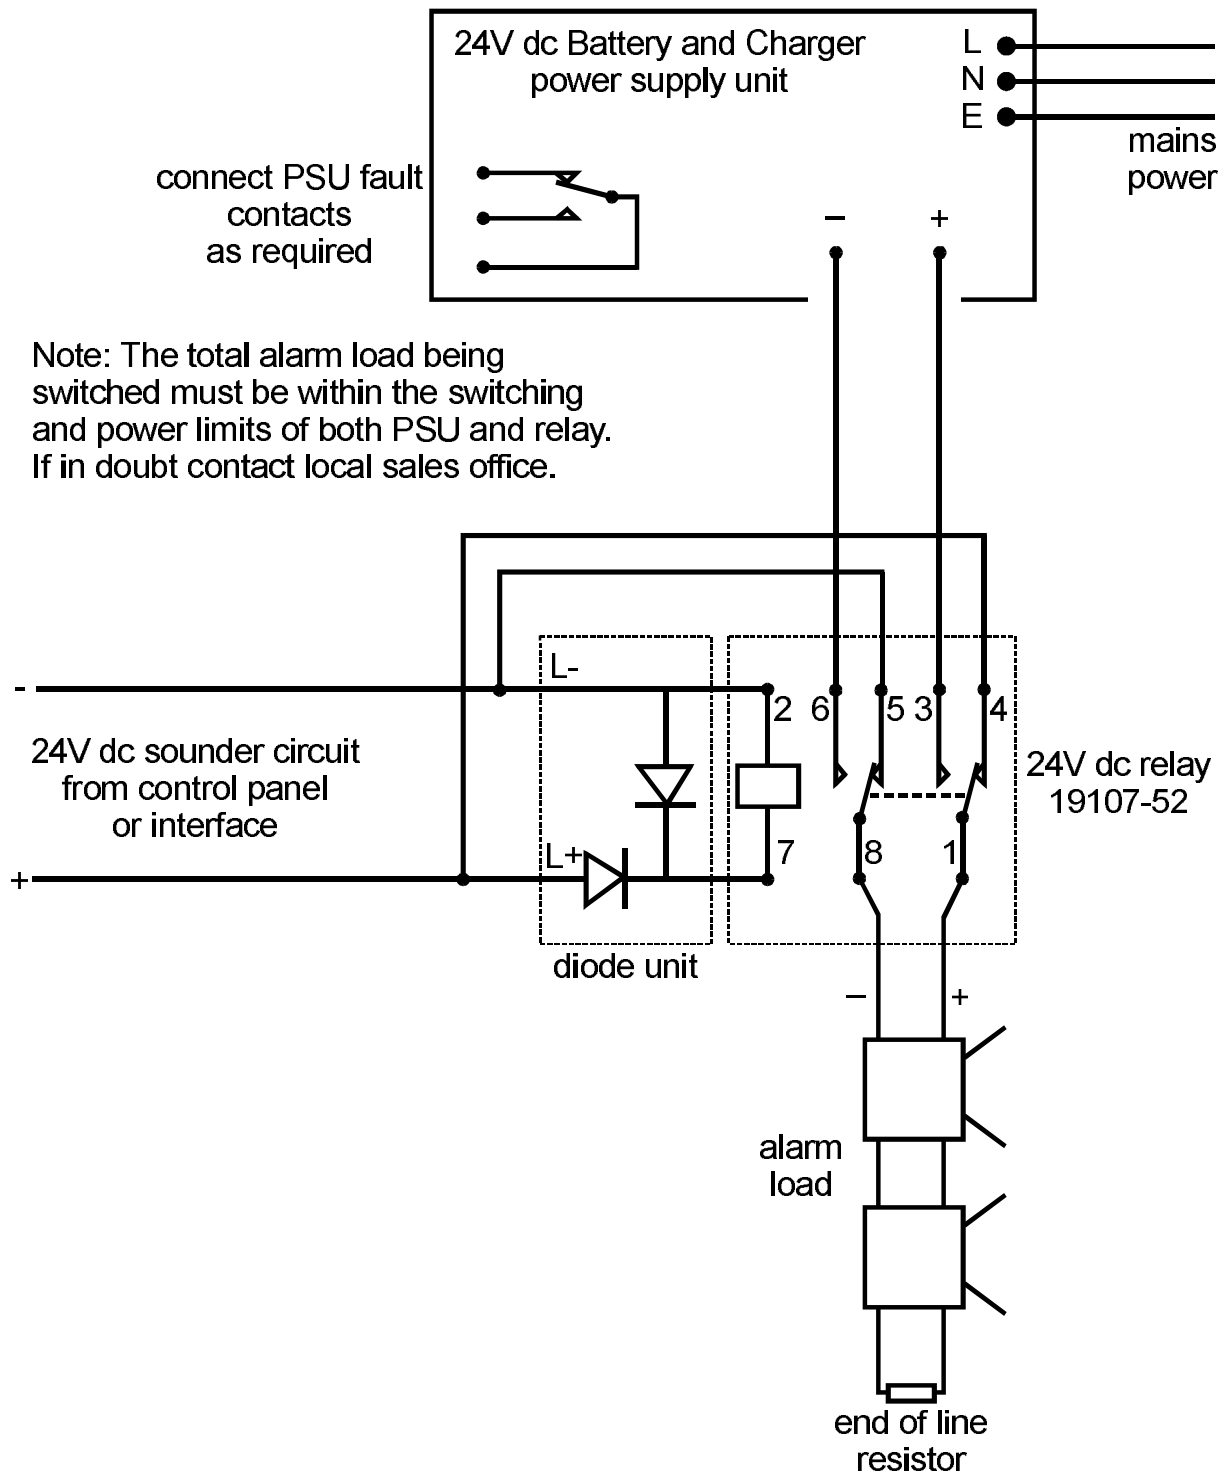 24V dc Battery and Charger
power supply unit
L
N
E
mains
power
connect PSU fault
contacts
as required
– +
Note: The total alarm load being
switched must be within the switching
and power limits of both PSU and relay.
If in doubt contact local sales office.
L-
-
2 6 5 3 4
24V dc sounder circuit
from control panel
or interface
24V dc relay
19107-52
L+
7 8 1
+
diode unit
– +
alarm
load
end of line
resistor